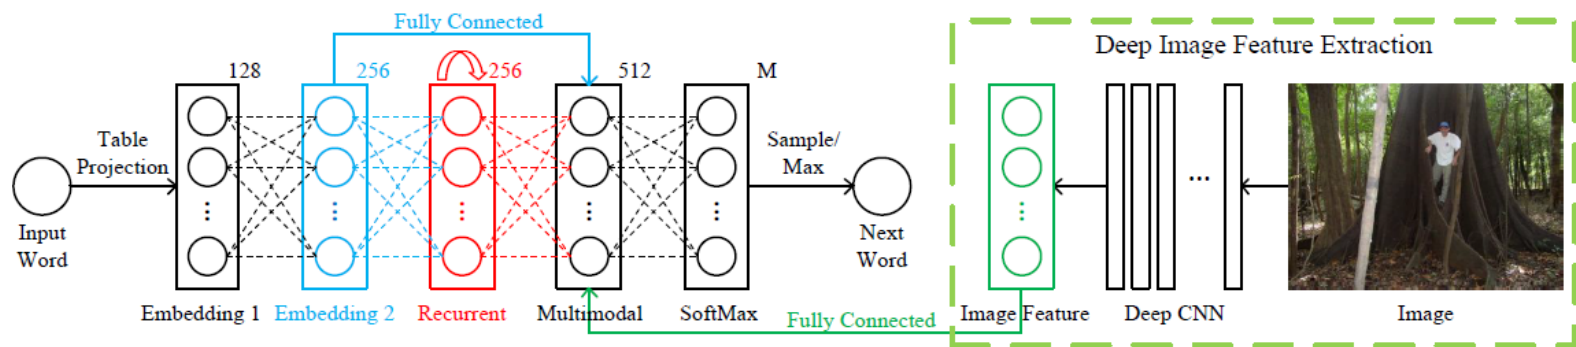 Fully Connected
Deep Image Feature Extraction
128
256
256
512
M
Table
Projection
Sample/
Max
...
Input
Word
Next
Word
Embedding 1
Embedding 2
Recurrent
Multimodal
SoftMax
Fully Connected
Image Feature
Deep CNN
Image